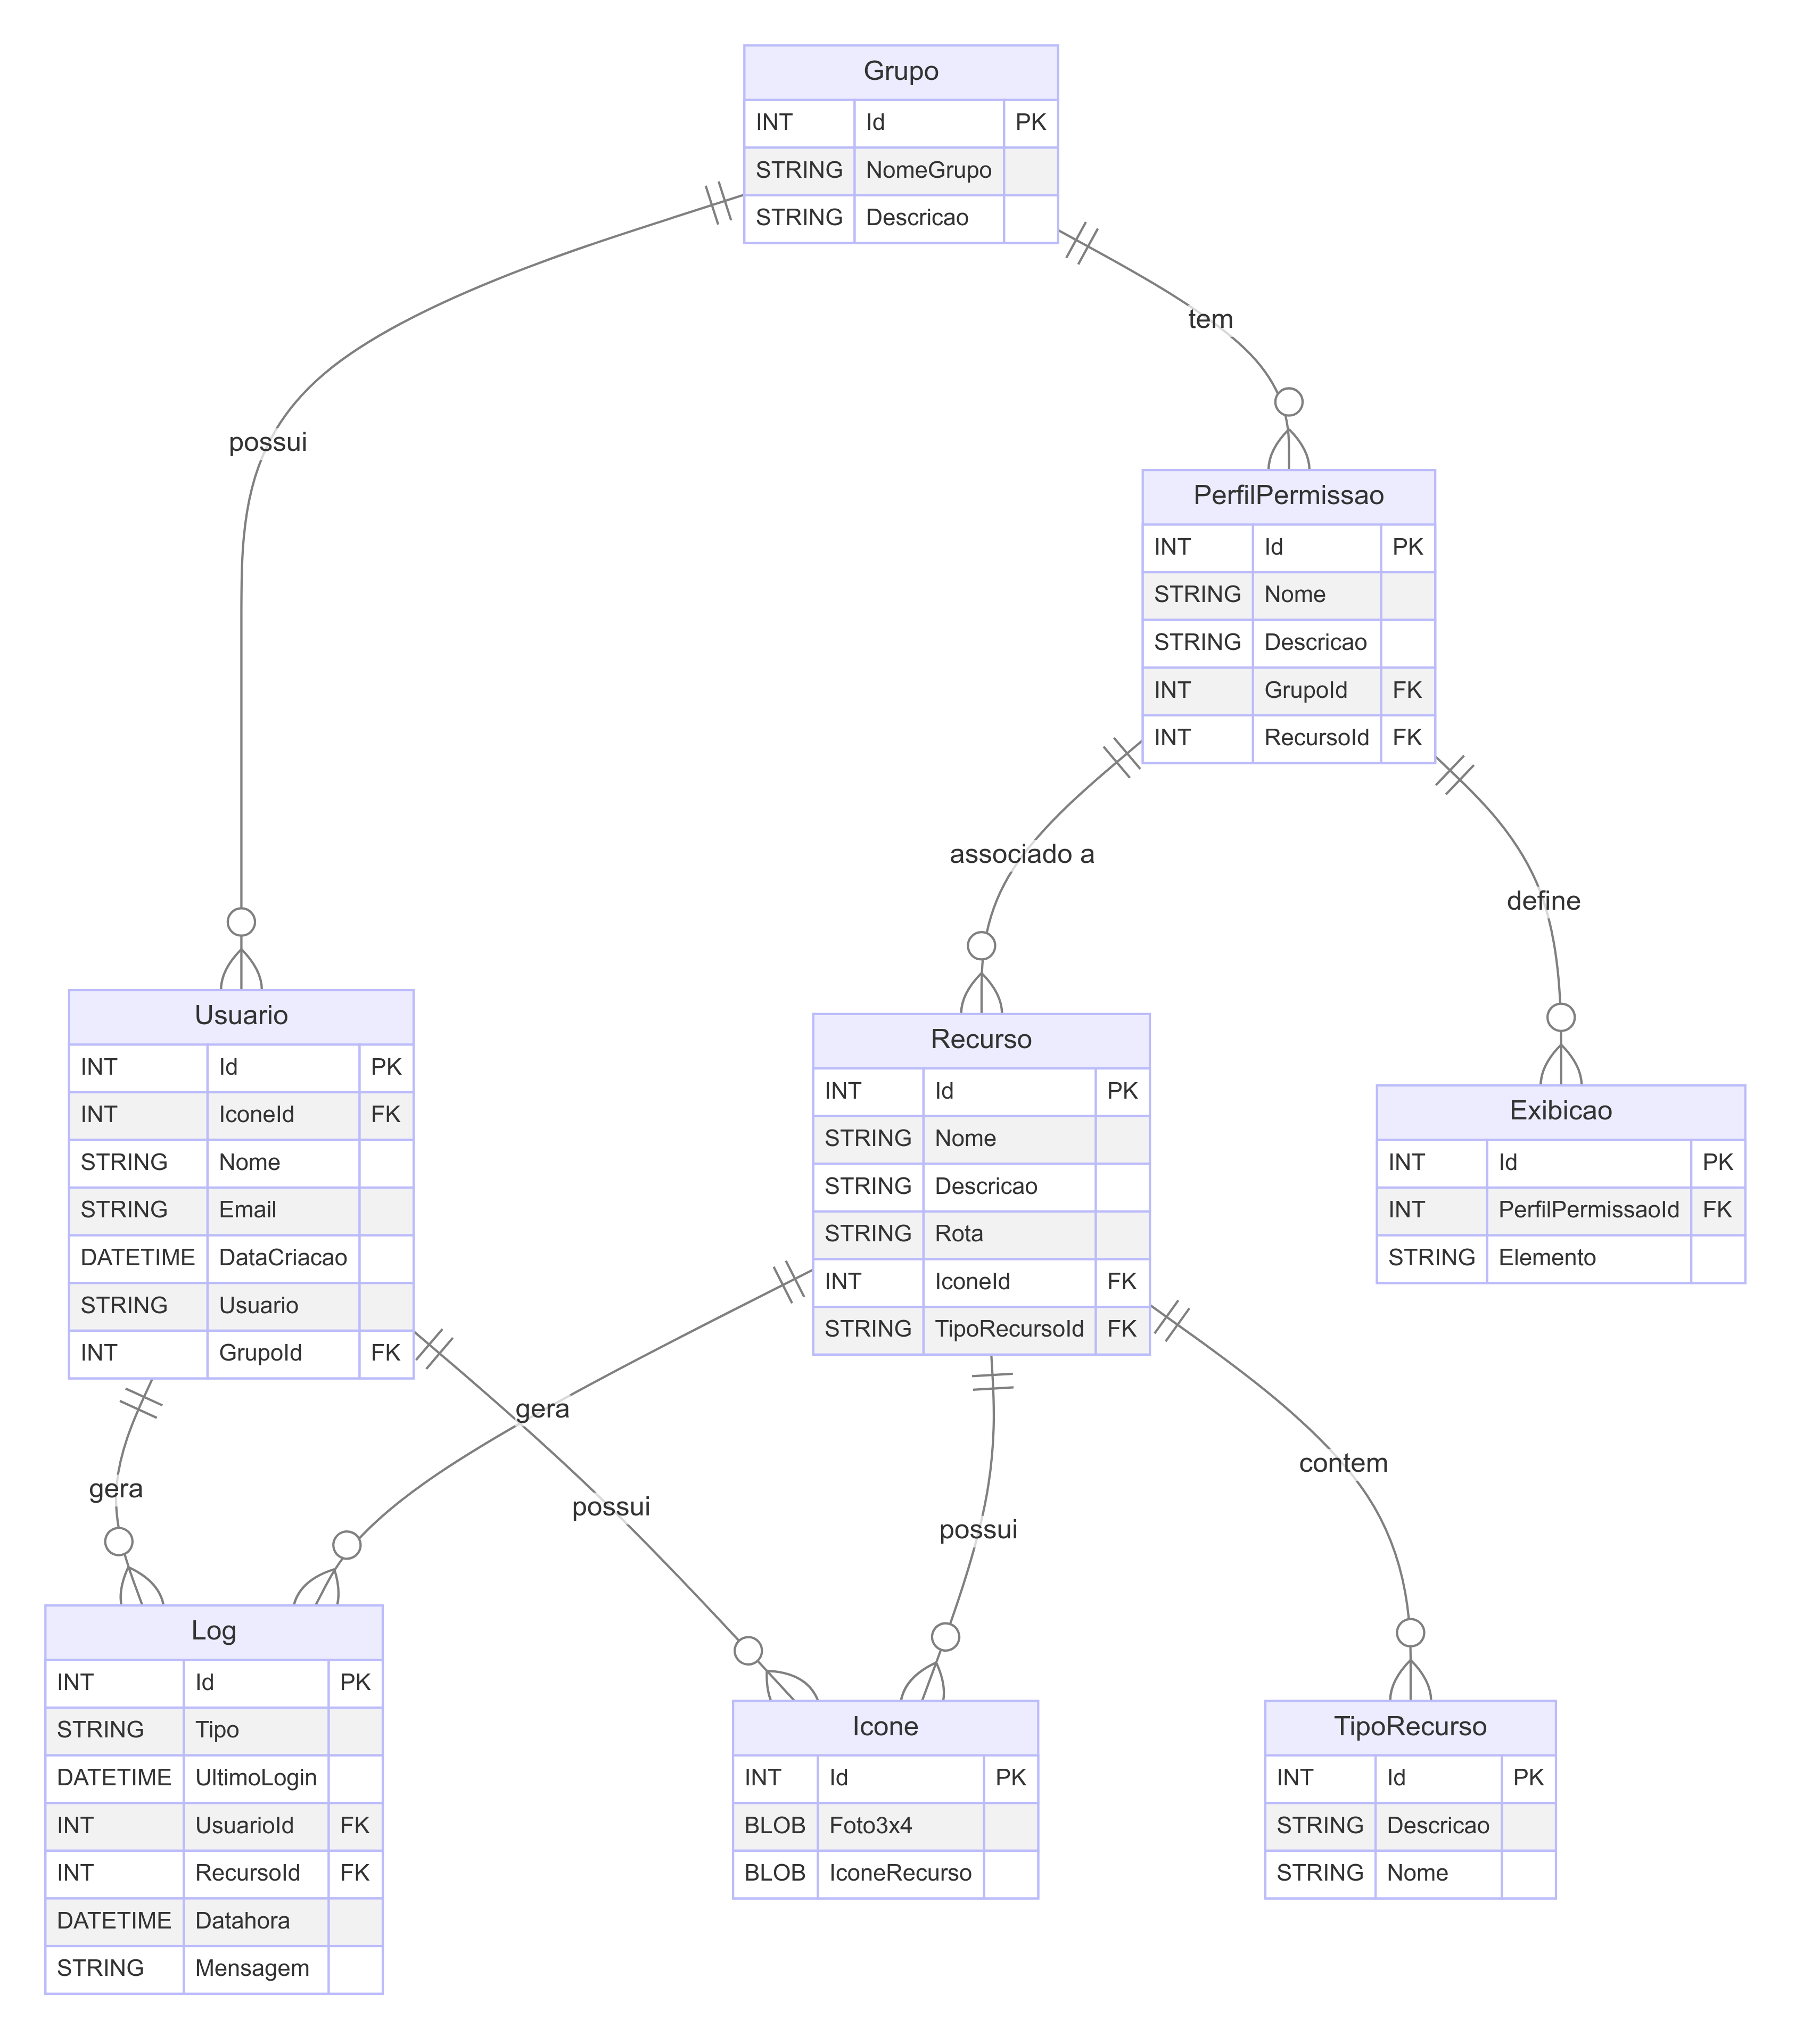 Grupo
INT Id PK
STRING NomeGrupo
STRING Descricao
tem
possui
PerfilPermissao
INT Id PK
STRING Nome
STRING Descricao
INT GrupoId FK
INT RecursoId FK
associado a
define
Usuario
INT Id PK
INT IconeId FK
STRING Nome
STRING Email
DATETIME DataCriacao
STRING Usuario
INT GrupoId FK
Recurso
INT Id PK
STRING Nome
STRING Descricao
STRING Rota
INT IconeId FK
STRING TipoRecursoId FK
Exibicao
INT Id PK
INT PerfilPermissaoId FK
STRING Elemento
gera
gera
possui
possui
contem
Log
INT Id PK
STRING Tipo
DATETIME UltimoLogin
INT UsuarioId FK
INT RecursoId FK
DATETIME Datahora
STRING Mensagem
Icone
INT Id PK
BLOB Foto3x4
BLOB IconeRecurso
TipoRecurso
INT Id PK
STRING Descricao
STRING Nome